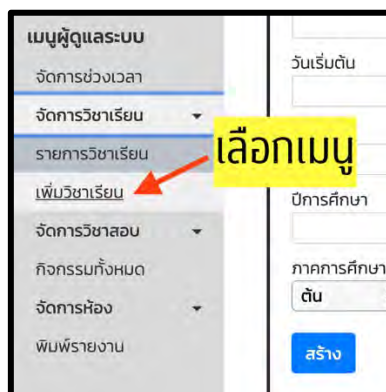 เมนูผู้ดูแลระบบ
จัดการช่วงเวลา
จัดการวิชาเรียน
รายการวิชาเรียน
เพิ่มวิชาเรียน
จัดการวิชาสอบ
กิจกรรมทั้งหมด
จัดการห้อง
พิมพ์รายงาน
เลือกเมนู
วันเริ่มต้น
ปีการศึกษา
ภาคการศึกษา
ต้น
สร้าง